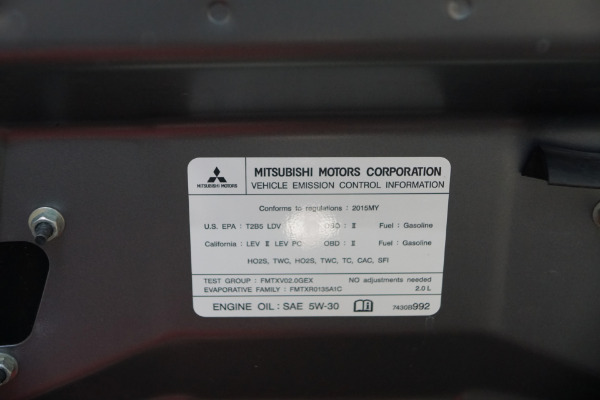 MITSUBISHI MOTORS
MITSUBISHI MOTORS CORPORATION
VEHICLE EMISSION CONTROL INFORMATION
Conforms to regulations : 2015MY
U.S. EPA : T2B5 LDV OBD : II Fuel : Gasoline
California : LEV II LEV PC OBD : II Fuel : Gasoline
HO2S, TWC, HO2S, TWC, TC, CAC, SFI
TEST GROUP : FMTXV02.0GEX NO adjustments needed
EVAPORATIVE FAMILY : FMTXR0135A1C 2.0 L
ENGINE OIL : SAE 5W-30 7430B992